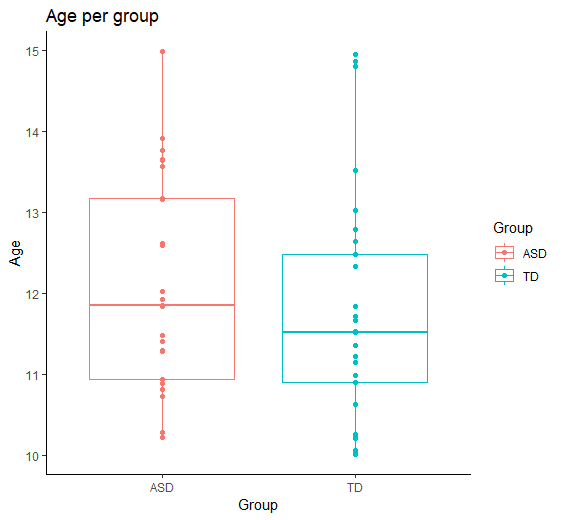 Age per group
15
14
13
12
11
10
Age
ASD
TD
Group
Group
ASD
TD